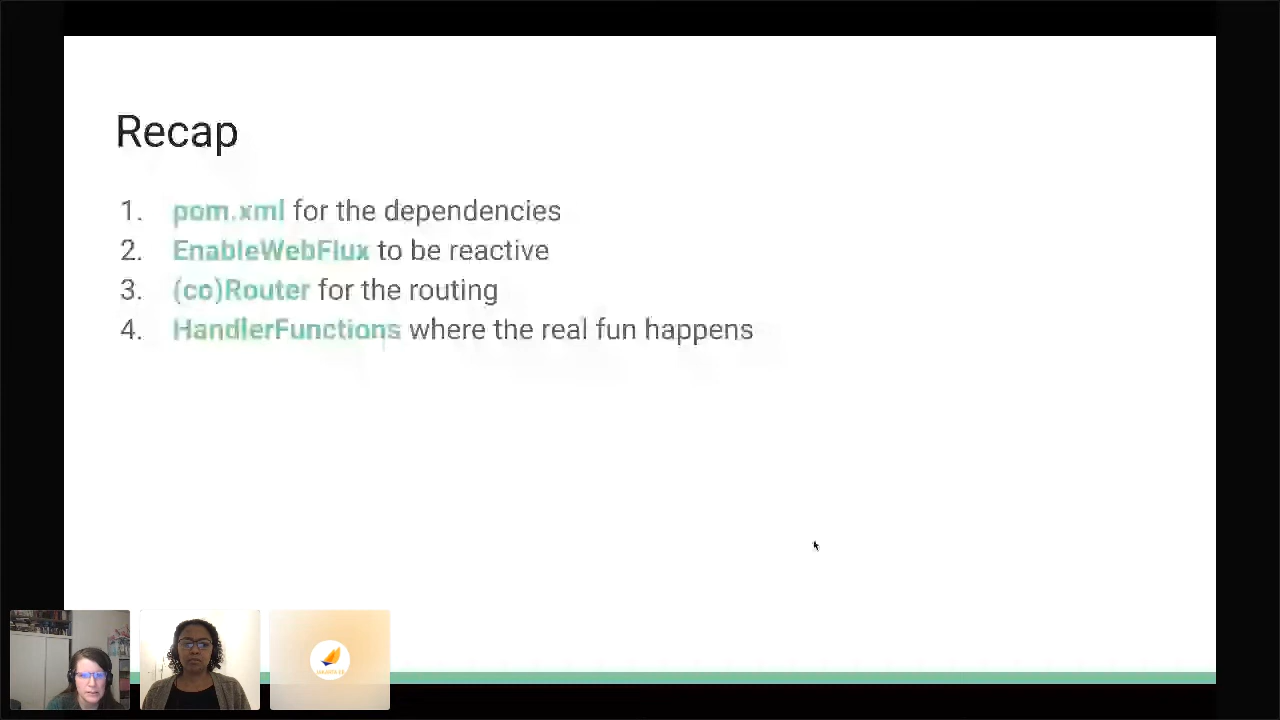 Recap
1. pom.xml for the dependencies
2. EnableWebFlux to be reactive
3. (co)Router for the routing
4. HandlerFunctions where the real fun happens